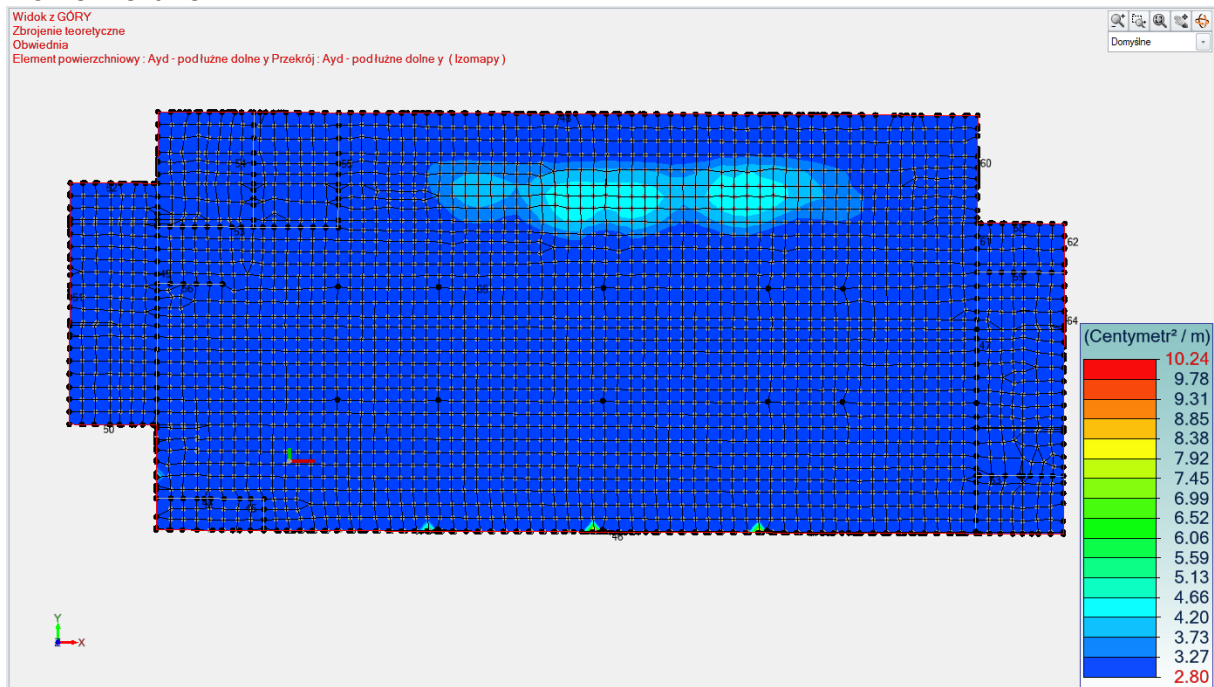 Widok z GÓRY
Zbrojenie teoretyczne
Obwiednia
Element powierzchniowy : Ayd - podłużne dolne y Przekrój : Ayd - podłużne dolne y ( Izomapy )
Domyślne
60
62
64
50
(Centymetr² / m)
10.24
9.78
9.31
8.85
8.38
7.92
7.45
6.99
6.52
6.06
5.59
5.13
4.66
4.20
3.73
3.27
2.80
Y
X